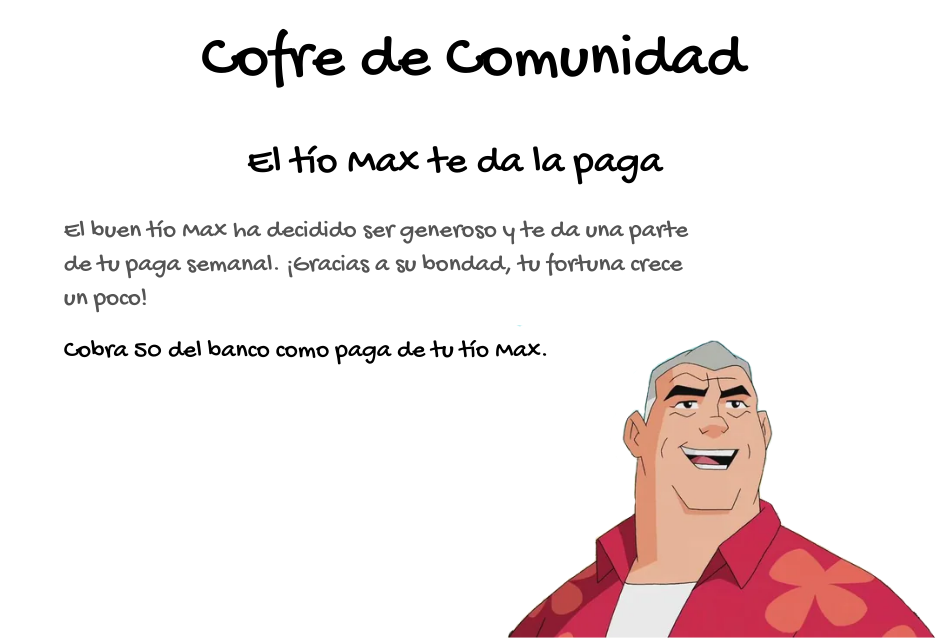 Cofre de Comunidad
El tío Max te da la paga
El buen tío Max ha decidido ser generoso y te da una parte
de tu paga semanal. ¡Gracias a su bondad, tu fortuna crece
un poco!
Cobra 50 del banco como paga de tu tío Max.